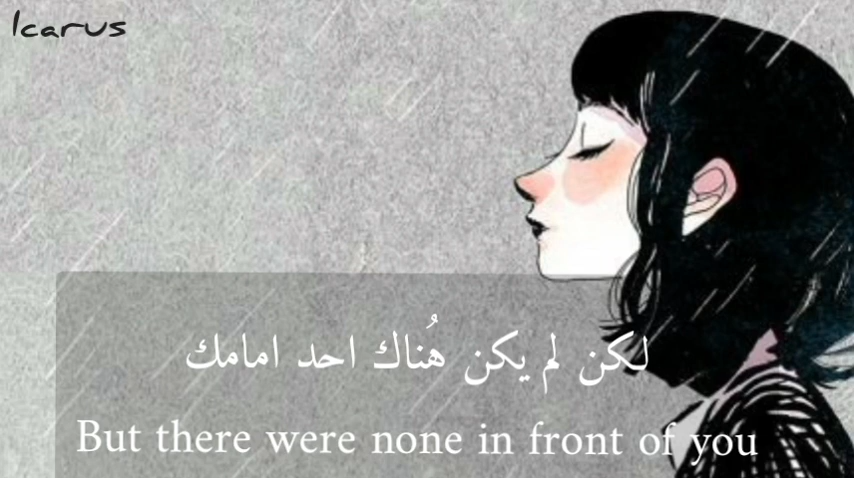 Icarus
لكن لم يكن هُناك احد امامك
But there were none in front of you